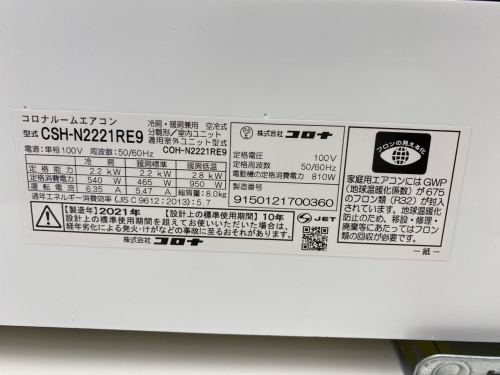 コロナルームエアコン
冷房・暖房兼用 空冷式
型式 CSH-N2221RE9 分離形/室内ユニット
適用室外ユニット型式
電源:単相100V 周波数:50/60Hz COH-N2221RE9
冷 房 暖房標準 暖房低温
定格能力 2.2 kW 2.2 kW 2.8 kW
定格消費電力 540 W 465 W 950 W
運転電流 6.35 A 5.47 A 総質量 8.0kg
通年エネルギー消費効率(JIS C 9612:2013):5.7
株式会社 コロナ
定格電圧 100V
定格周波数 50/60Hz
電動機の定格消費電力 810W
製造番号
9150121700360
【製造年】2021年 【設計上の標準使用期間】10年
設計上の標準使用期間を超えてお使いいただいた場合は、
経年劣化による発火・けがなどの事故に至るおそれがあります。
株式会社 コロナ
S JET
フロンの見える化
家庭用エアコンにはGWP
(地球温暖化係数)が675
のフロン類(R32)が封入
されています。地球温暖化
防止のため、移設・修理・
廃棄等にあたってはフロン
類の回収が必要です。
―紙―